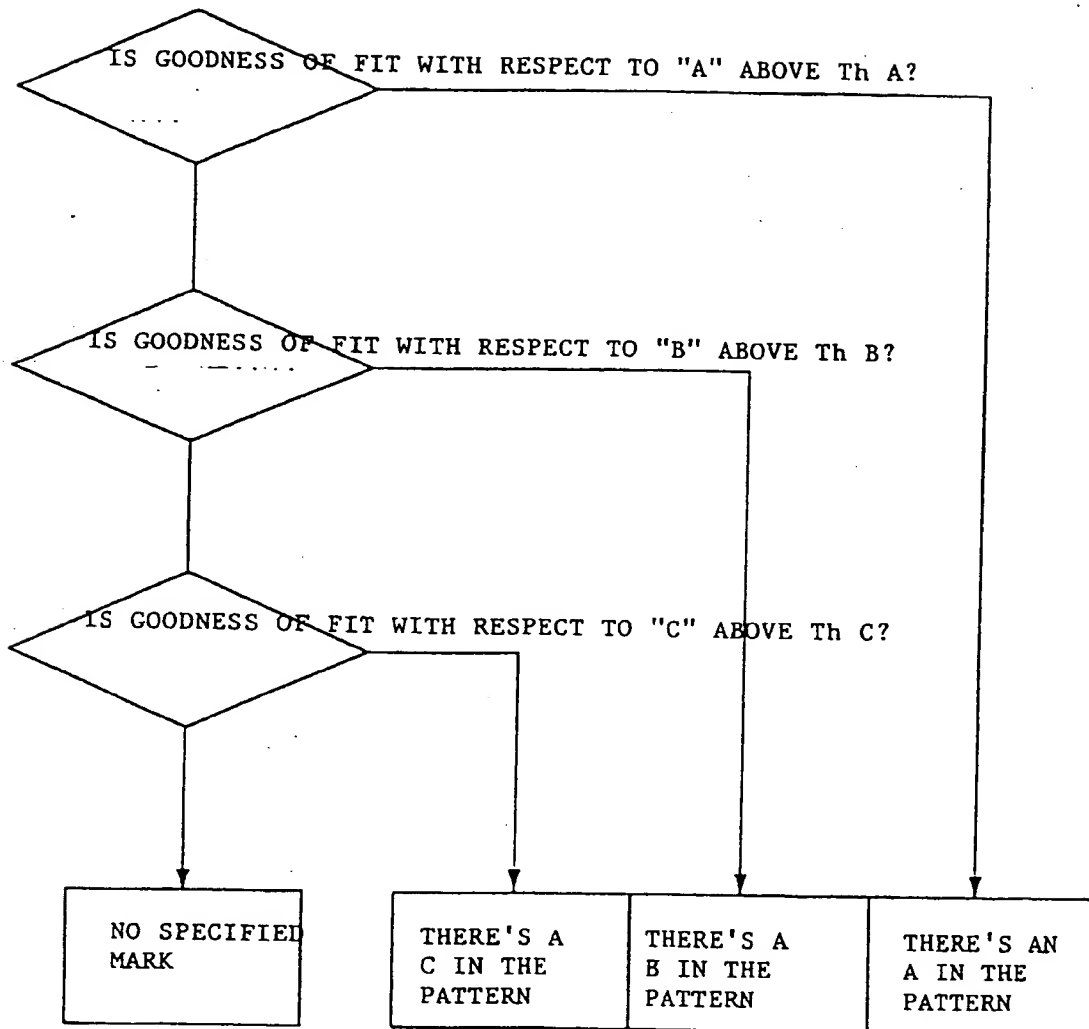 IS GOODNESS OF FIT WITH RESPECT TO "A" ABOVE Th A?
IS GOODNESS OF FIT WITH RESPECT TO "B" ABOVE Th B?
IS GOODNESS OF FIT WITH RESPECT TO "C" ABOVE Th C?
NO SPECIFIED
MARK
THERE'S A
C IN THE
PATTERN
THERE'S A
B IN THE
PATTERN
THERE'S AN
A IN THE
PATTERN